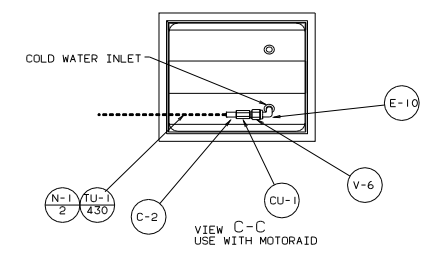 COLD WATER INLET
E-10
N-1
2
TU-1
430
C-2
CU-1
V-6
VIEW C-C
USE WITH MOTORAID